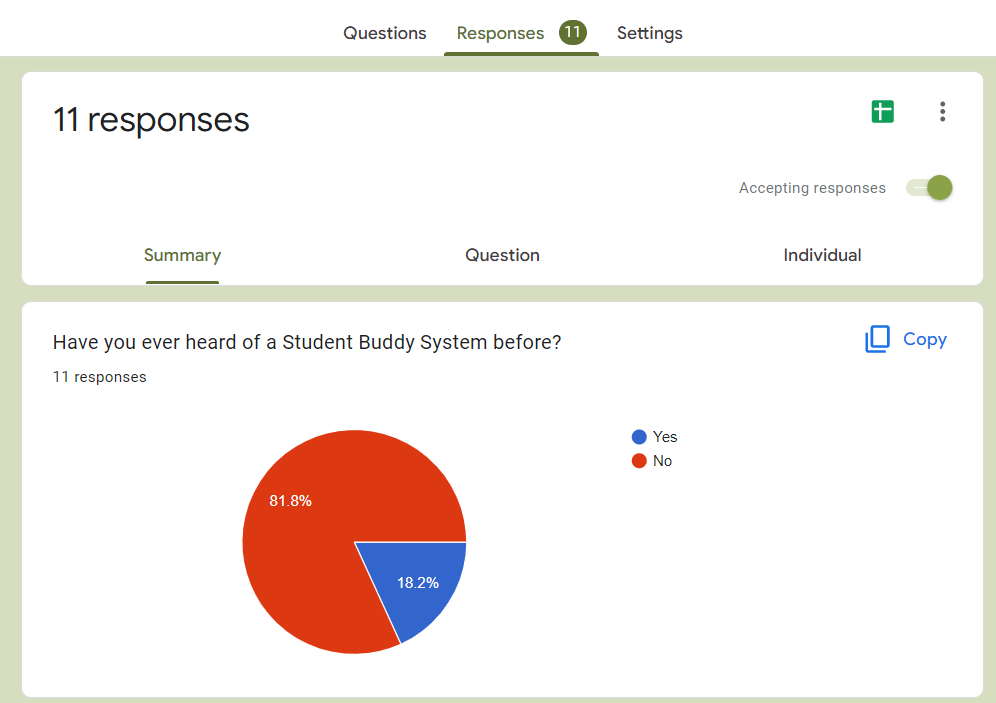 Questions Responses 11 Settings
11 responses
Accepting responses
Summary Question Individual
Have you ever heard of a Student Buddy System before?
Copy
11 responses
Yes
No
81.8%
18.2%